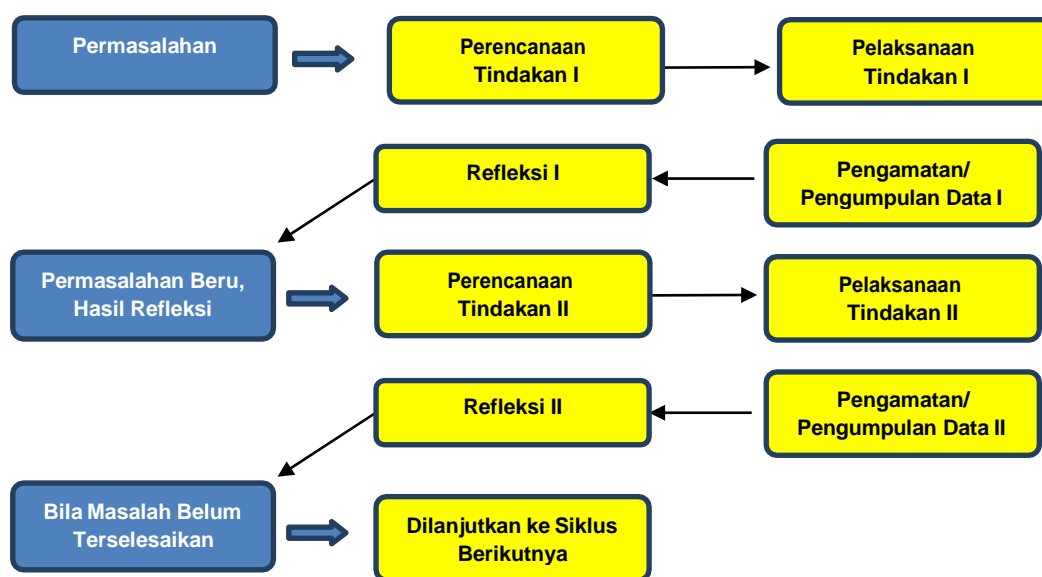 Permasalahan
Perencanaan
Tindakan I
Pelaksanaan
Tindakan I
Refleksi I
Pengamatan/
Pengumpulan Data I
Permasalahan Beru,
Hasil Refleksi
Perencanaan
Tindakan II
Pelaksanaan
Tindakan II
Refleksi II
Pengamatan/
Pengumpulan Data II
Bila Masalah Belum
Terselesaikan
Dilanjutkan ke Siklus
Berikutnya